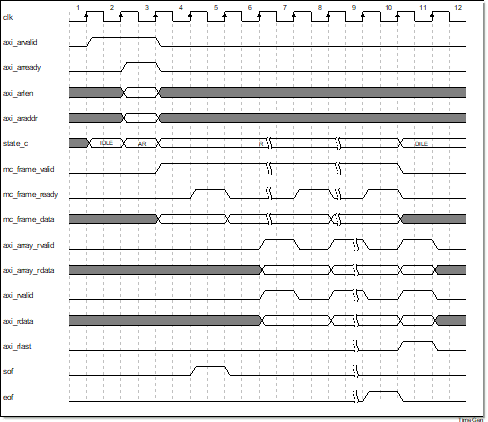 1 2 3 4 5 6 7 8 9 10 11 12
clk
axi_arvalid
axi_arready
axi_arlen
axi_araddr
state_c IDLE AR R IDLE
mc_frame_valid
mc_frame_ready
mc_frame_data
axi_array_rvalid
axi_array_rdata
axi_rvalid
axi_rdata
axi_rlast
sof
eof
TimeGen